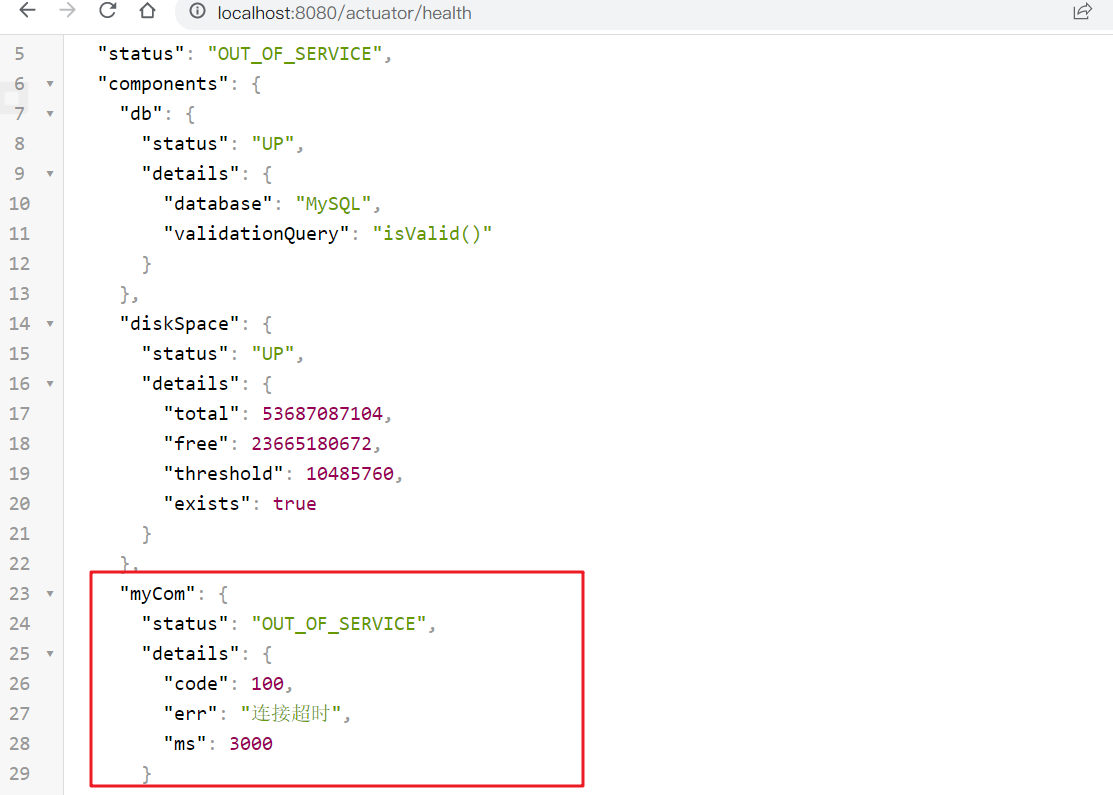 localhost:8080/actuator/health
5 "status": "OUT_OF_SERVICE",
6 "components": {
7 "db": {
8 "status": "UP",
9 "details": {
10 "database": "MySQL",
11 "validationQuery": "isValid()"
12 }
13 },
14 "diskSpace": {
15 "status": "UP",
16 "details": {
17 "total": 53687087104,
18 "free": 23665180672,
19 "threshold": 10485760,
20 "exists": true
21 }
22 },
23 "myCom": {
24 "status": "OUT_OF_SERVICE",
25 "details": {
26 "code": 100,
27 "err": "连接超时",
28 "ms": 3000
29 }